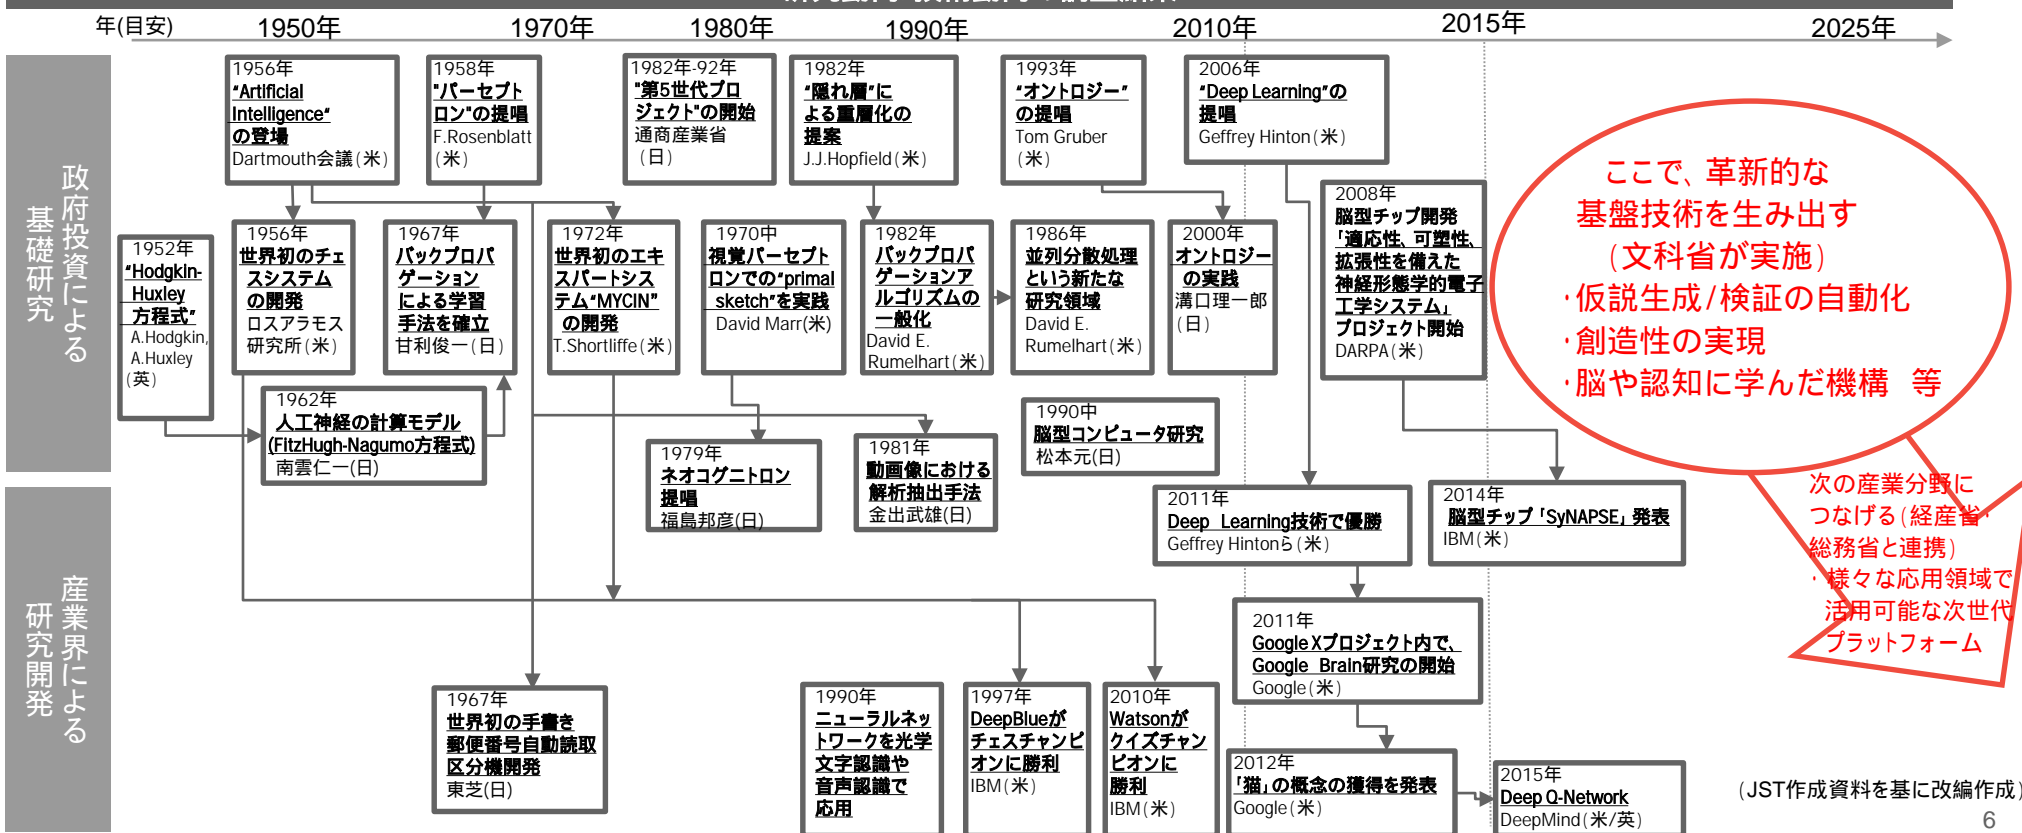 年(目安)
1950年
1970年
1980年
1990年
2010年
2015年
2025年
政府投資による
基礎研究
産業界による
研究開発
1956年
"Artificial
Intelligence"
の登場
Dartmouth会議(米)
1958年
"パーセプト
ロン"の提唱
F.Rosenblatt
(米)
1982年-92年
"第5世代プロ
ジェクト"の開始
通商産業省
(日)
1982年
"隠れ層"に
よる重層化の
提案
J.J.Hopfield(米)
1993年
"オントロジー"
の提唱
Tom Gruber
(米)
2006年
"Deep Learning"の
提唱
Geffrey Hinton(米)
1952年
"Hodgkin-
Huxley
方程式"
A.Hodgkin,
A.Huxley
(英)
1956年
世界初のチェ
スシステム
の開発
ロスアラモス
研究所(米)
1967年
バックプロパ
ゲーション
による学習
手法を確立
甘利俊一(日)
1972年
世界初のエキ
スパートシス
テム"MYCIN"
の開発
T.Shortliffe(米)
1970中
視覚パーセプト
ロンでの"primal
sketch"を実践
David Marr(米)
1982年
バックプロパ
ゲーションア
ルゴリズムの
一般化
David E.
Rumelhart(米)
1986年
並列分散処理
という新たな
研究領域
David E.
Rumelhart(米)
2000年
オントロジー
の実践
溝口理一郎
(日)
2008年
脳型チップ開発
「適応性、可塑性、
拡張性を備えた
神経形態学的電子
工学システム」
プロジェクト開始
DARPA(米)
1962年
人工神経の計算モデル
(FitzHugh-Nagumo方程式)
南雲仁一(日)
1979年
ネオコグニトロン
提唱
福島邦彦(日)
1981年
動画像における
解析抽出手法
金出武雄(日)
1990中
脳型コンピュータ研究
松本元(日)
2011年
Deep Learning技術で優勝
Geffrey Hintonら(米)
2014年
脳型チップ「SyNAPSE」発表
IBM(米)
2011年
Google Xプロジェクト内で、
Google Brain研究の開始
Google(米)
1967年
世界初の手書き
郵便番号自動読取
区分機開発
東芝(日)
1990年
ニューラルネッ
トワークを光学
文字認識や
音声認識で
応用
1997年
DeepBlueが
チェスチャンピ
オンに勝利
IBM(米)
2010年
Watsonが
クイズチャン
ピオンに
勝利
IBM(米)
2012年
「猫」の概念の獲得を発表
Google(米)
2015年
Deep Q-Network
DeepMind(米/英)
ここで、革新的な
基盤技術を生み出す
(文科省が実施)
・仮説生成/検証の自動化
・創造性の実現
・脳や認知に学んだ機構 等
次の産業分野に
つなげる(経産省・
総務省と連携)
・様々な応用領域で
活用可能な次世代
プラットフォーム
(JST作成資料を基に改編作成)
6